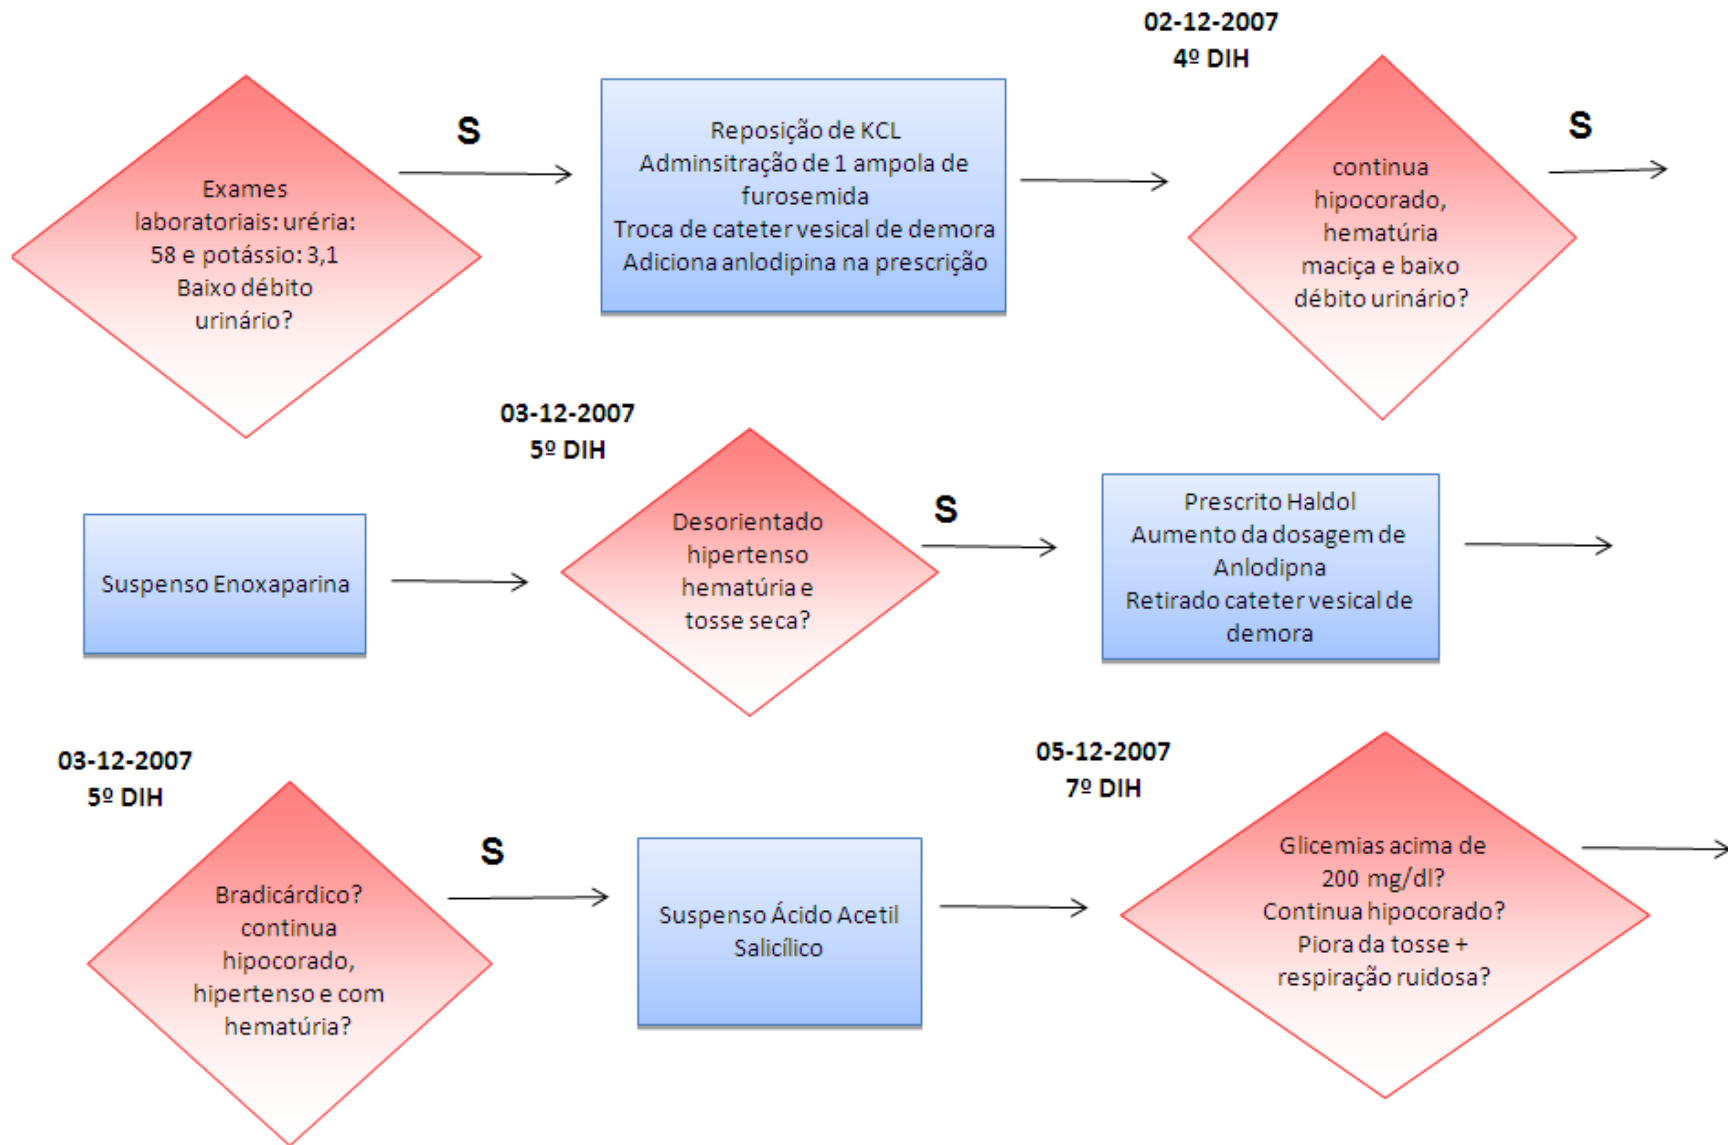 Exames
laboratoriais: uréria:
58 e potássio: 3,1
Baixo débito
urinário?
S
Reposição de KCL
Adminsitração de 1 ampola de
furosemida
Troca de cateter vesical de demora
Adiciona anlodipina na prescrição
02-12-2007
4º DIH
continua
hipocorado,
hematúria
maciça e baixo
débito urinário?
S
Suspenso Enoxaparina
03-12-2007
5º DIH
Desorientado
hipertenso
hematúria e
tosse seca?
S
Prescrito Haldol
Aumento da dosagem de
Anlodipna
Retirado cateter vesical de
demora
03-12-2007
5º DIH
Bradicárdico?
continua
hipocorado,
hipertenso e com
hematúria?
S
Suspenso Ácido Acetil
Salicílico
05-12-2007
7º DIH
Glicemias acima de
200 mg/dl?
Continua hipocorado?
Piora da tosse +
respiração ruidosa?